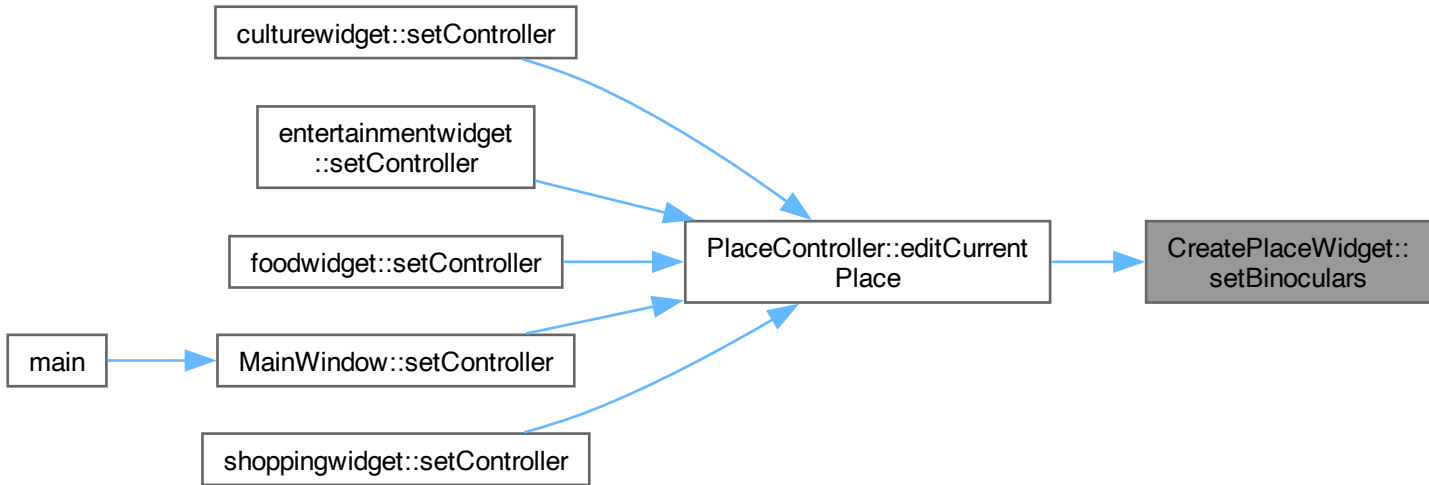 culturewidget::setController
entertainmentwidget
::setController
foodwidget::setController
main
MainWindow::setController
shoppingwidget::setController
PlaceController::editCurrent
Place
CreatePlaceWidget::
setBinoculars